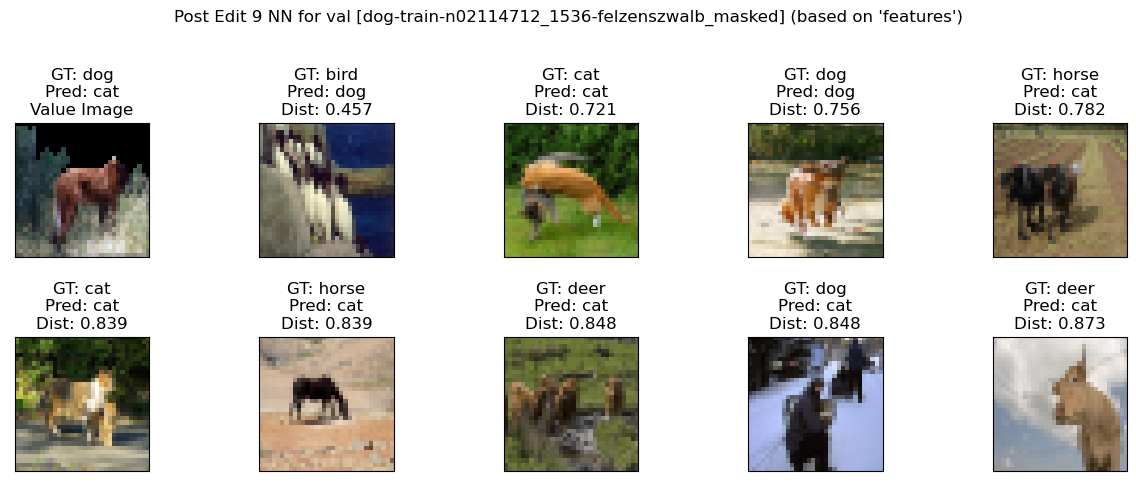 Post Edit 9 NN for val [dog-train-n02114712_1536-felzenszwalb_masked] (based on 'features')
GT: dog
Pred: cat
Value Image
GT: bird
Pred: dog
Dist: 0.457
GT: cat
Pred: cat
Dist: 0.721
GT: dog
Pred: dog
Dist: 0.756
GT: horse
Pred: cat
Dist: 0.782
GT: cat
Pred: cat
Dist: 0.839
GT: horse
Pred: cat
Dist: 0.839
GT: deer
Pred: cat
Dist: 0.848
GT: dog
Pred: cat
Dist: 0.848
GT: deer
Pred: cat
Dist: 0.873